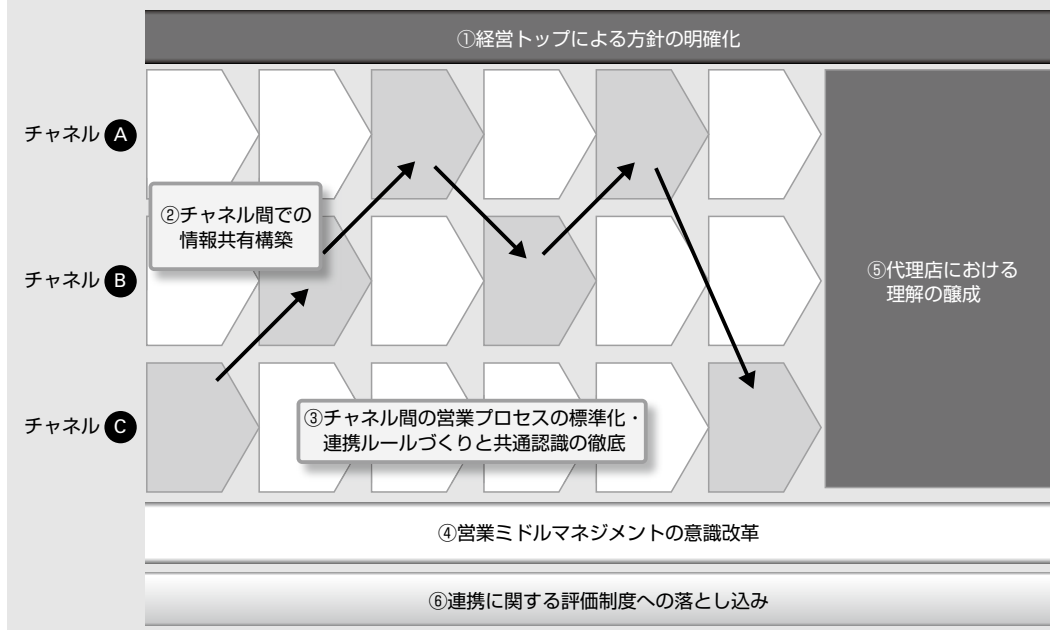 ①経営トップによる方針の明確化
チャネル A
②チャネル間での
情報共有構築
チャネル B
⑤代理店における
理解の醸成
チャネル C
③チャネル間の営業プロセスの標準化・
連携ルールづくりと共通認識の徹底
④営業ミドルマネジメントの意識改革
⑥連携に関する評価制度への落とし込み